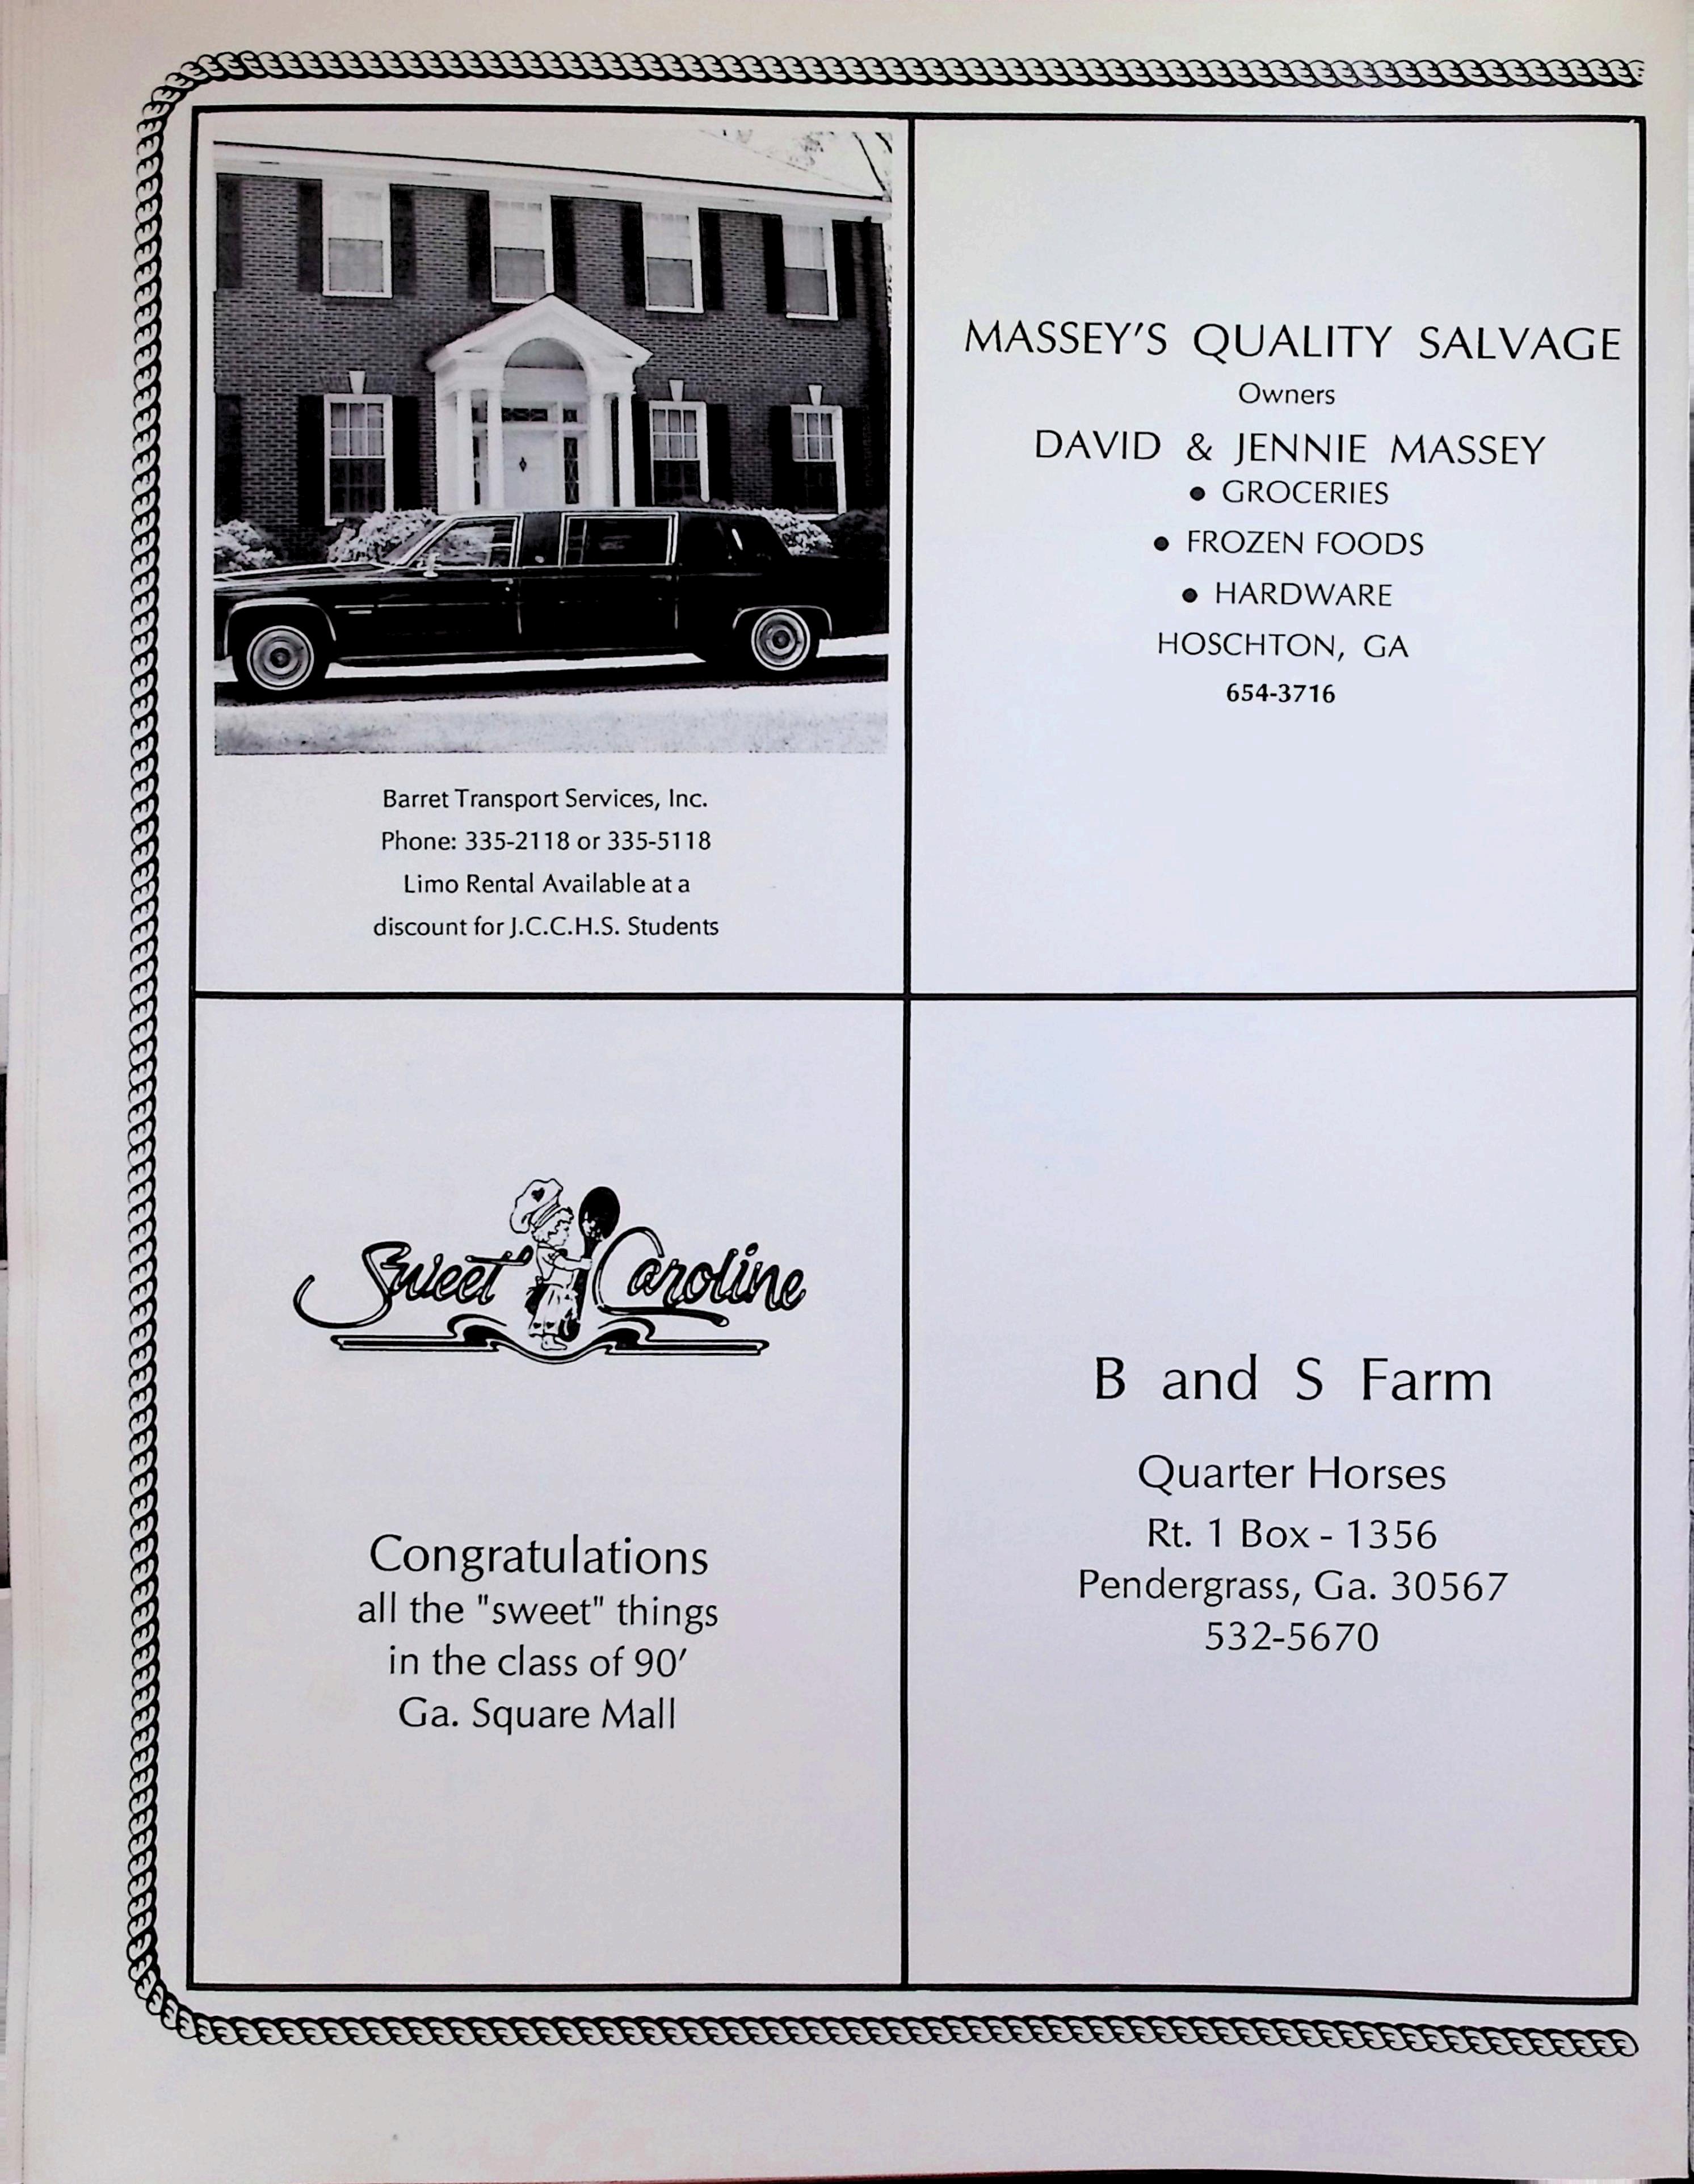 Barret Transport Services, Inc.
Phone: 335-2118 or 335-5118
Limo Rental Available at a
discount for J.C.C.H.S. Students
MASSEY'S QUALITY SALVAGE
Owners
DAVID & JENNIE MASSEY
• GROCERIES
• FROZEN FOODS
• HARDWARE
HOSCHTON, GA
654-3716
Sweet Caroline
Congratulations
all the "sweet" things
in the class of 90'
Ga. Square Mall
B and S Farm
Quarter Horses
Rt. 1 Box - 1356
Pendergrass, Ga. 30567
532-5670